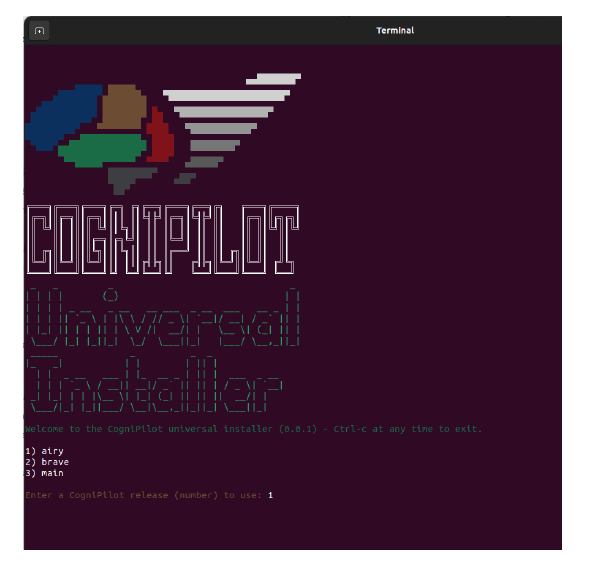 Terminal
COGNIPILOT
Universal
Installer
Welcome to the CogniPilot universal installer (0.0.1) - Ctrl-c at any time to exit.
1) airy
2) brave
3) main
Enter a CogniPilot release (number) to use: 1